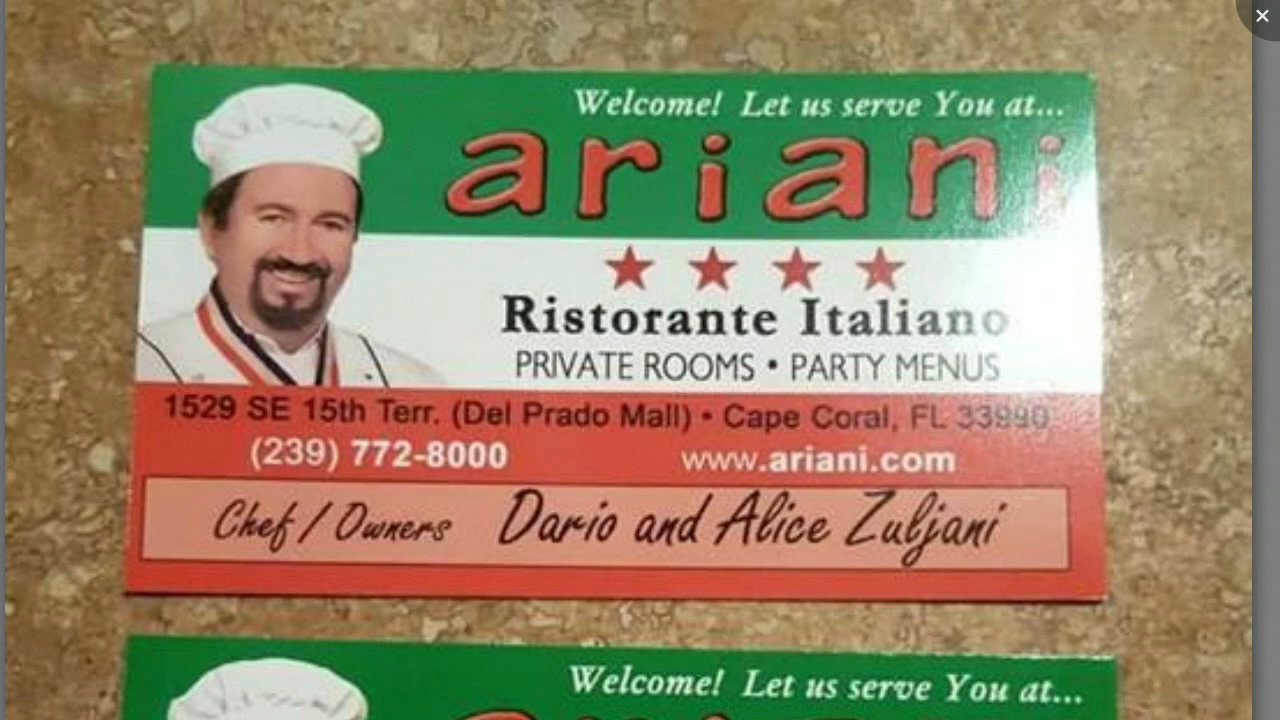 Welcome! Let us serve You at...
ariani
Ristorante Italiano
PRIVATE ROOMS • PARTY MENUS
1529 SE 15th Terr. (Del Prado Mall) • Cape Coral, FL 33990
(239) 772-8000 www.ariani.com
Chef / Owners Dario and Alice Zuljani
Welcome! Let us serve You at...